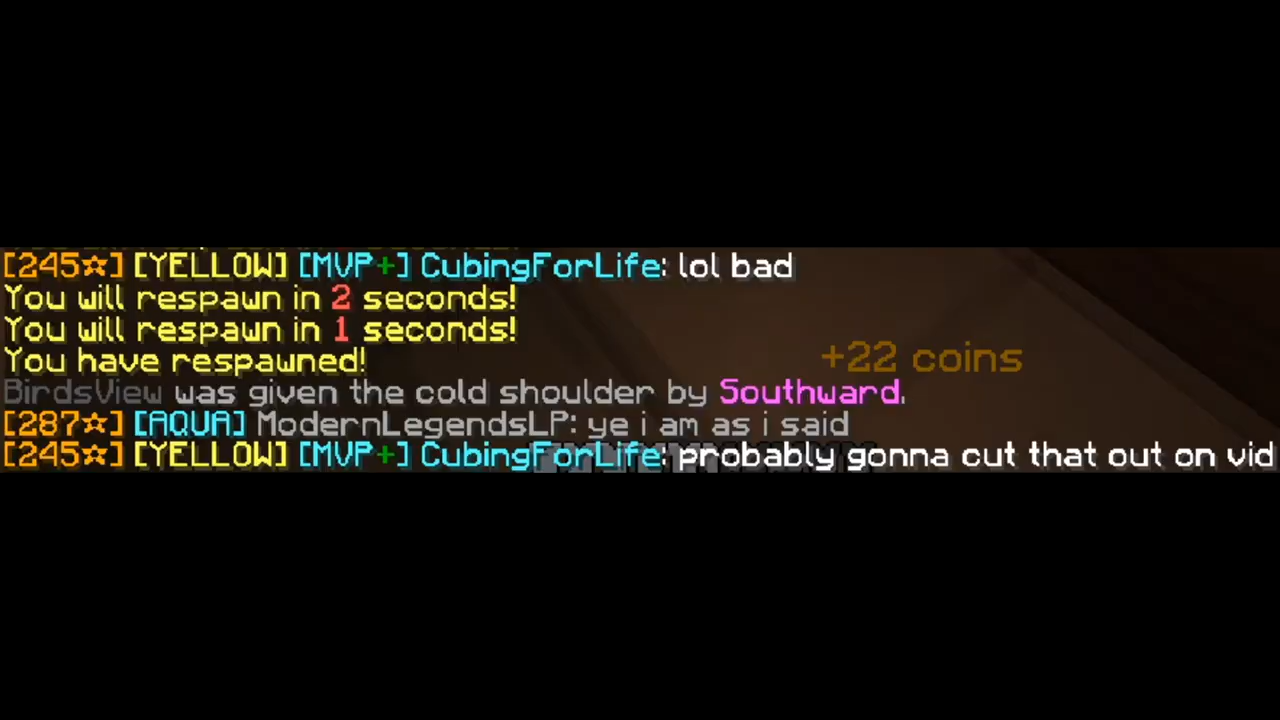 [245☆] [YELLOW] [MVP+] CubingForLife: lol bad
You will respawn in 2 seconds!
You will respawn in 1 seconds!
You have respawned!
+22 coins
BirdsView was given the cold shoulder by Southward.
[287☆] [AQUA] ModernLegendsLP: ye i am as i said
[245☆] [YELLOW] [MVP+] CubingForLife: probably gonna cut that out on vid